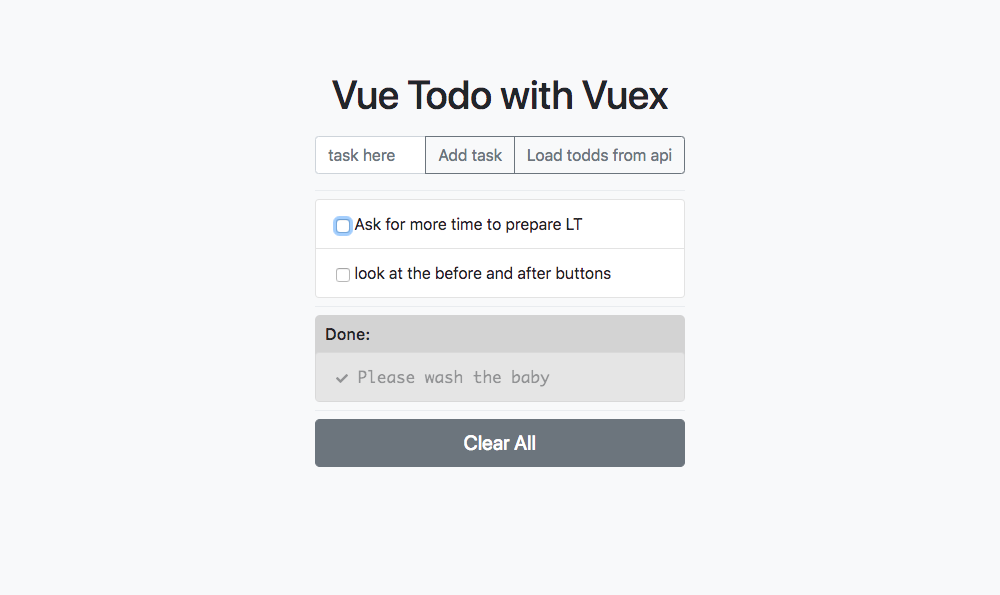 Vue Todo with Vuex
task here Add task Load todds from api
Ask for more time to prepare LT
look at the before and after buttons
Done:
Please wash the baby
Clear All